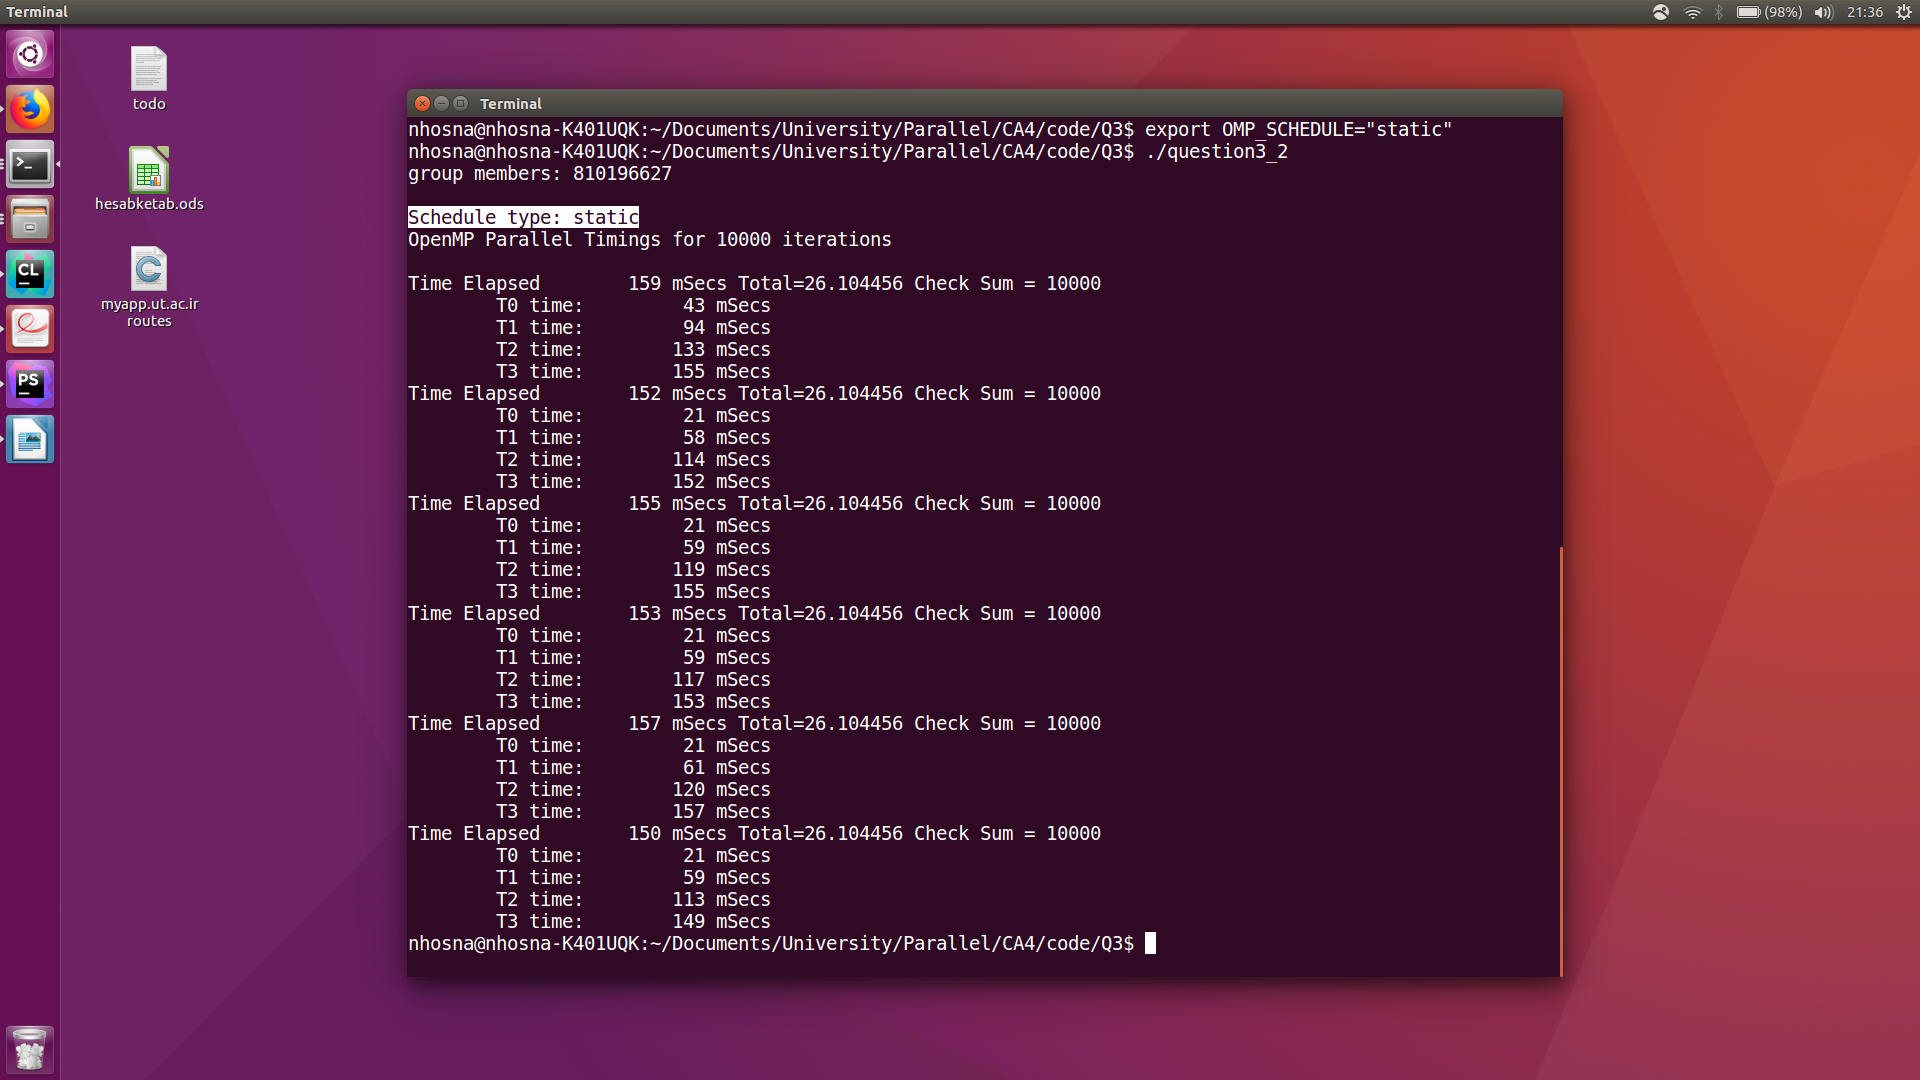 Terminal
(98%)
21:36
todo
hesabketab.ods
myapp.ut.ac.ir
routes
CL
PS
Terminal
nhosna@nhosna-K401UQK:~/Documents/University/Parallel/CA4/code/Q3$ export OMP_SCHEDULE="static"
nhosna@nhosna-K401UQK:~/Documents/University/Parallel/CA4/code/Q3$ ./question3_2
group members: 810196627
Schedule type: static
OpenMP Parallel Timings for 10000 iterations
Time Elapsed        159 mSecs Total=26.104456 Check Sum = 10000
        T0 time:         43 mSecs
        T1 time:         94 mSecs
        T2 time:        133 mSecs
        T3 time:        155 mSecs
Time Elapsed        152 mSecs Total=26.104456 Check Sum = 10000
        T0 time:         21 mSecs
        T1 time:         58 mSecs
        T2 time:        114 mSecs
        T3 time:        152 mSecs
Time Elapsed        155 mSecs Total=26.104456 Check Sum = 10000
        T0 time:         21 mSecs
        T1 time:         59 mSecs
        T2 time:        119 mSecs
        T3 time:        155 mSecs
Time Elapsed        153 mSecs Total=26.104456 Check Sum = 10000
        T0 time:         21 mSecs
        T1 time:         59 mSecs
        T2 time:        117 mSecs
        T3 time:        153 mSecs
Time Elapsed        157 mSecs Total=26.104456 Check Sum = 10000
        T0 time:         21 mSecs
        T1 time:         61 mSecs
        T2 time:        120 mSecs
        T3 time:        157 mSecs
Time Elapsed        150 mSecs Total=26.104456 Check Sum = 10000
        T0 time:         21 mSecs
        T1 time:         59 mSecs
        T2 time:        113 mSecs
        T3 time:        149 mSecs
nhosna@nhosna-K401UQK:~/Documents/University/Parallel/CA4/code/Q3$